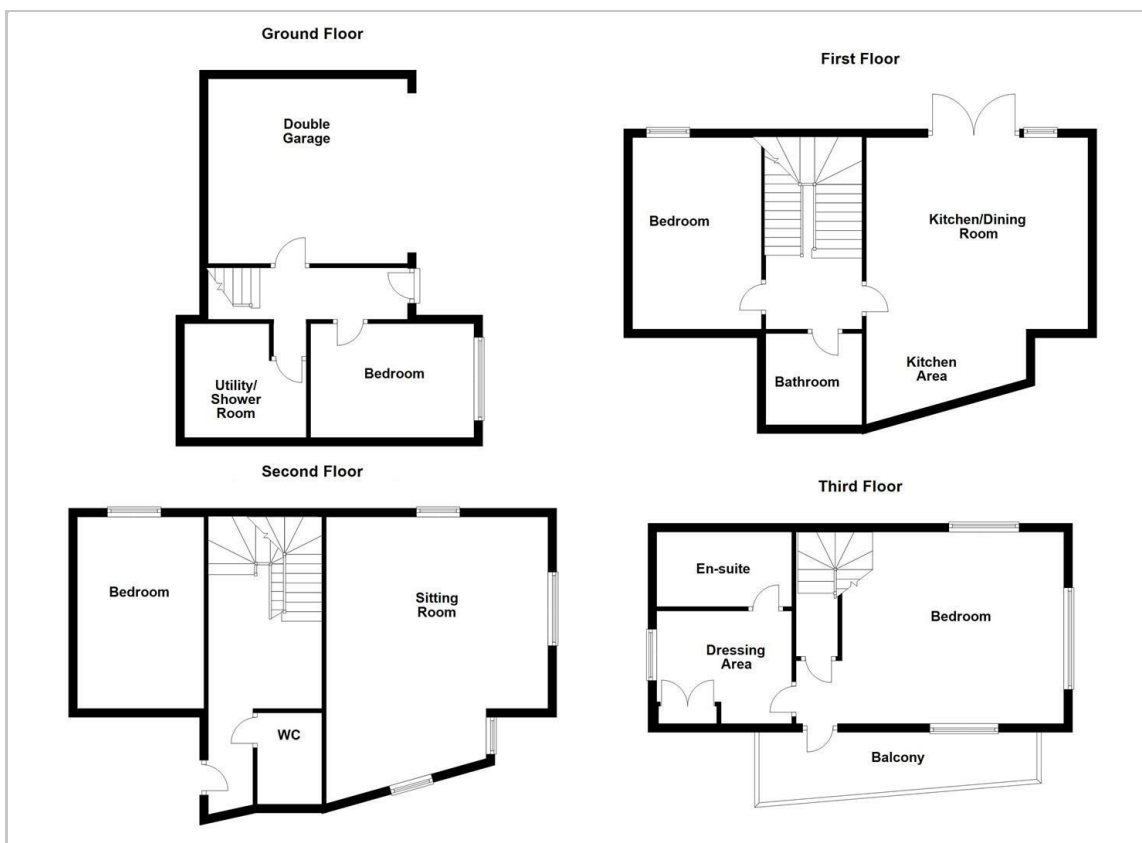 Ground Floor
Double
Garage
Utility/
Shower
Room
Bedroom
First Floor
Bedroom
Kitchen/Dining
Room
Kitchen
Area
Bathroom
Second Floor
Bedroom
Sitting
Room
WC
Third Floor
En-suite
Bedroom
Dressing
Area
Balcony